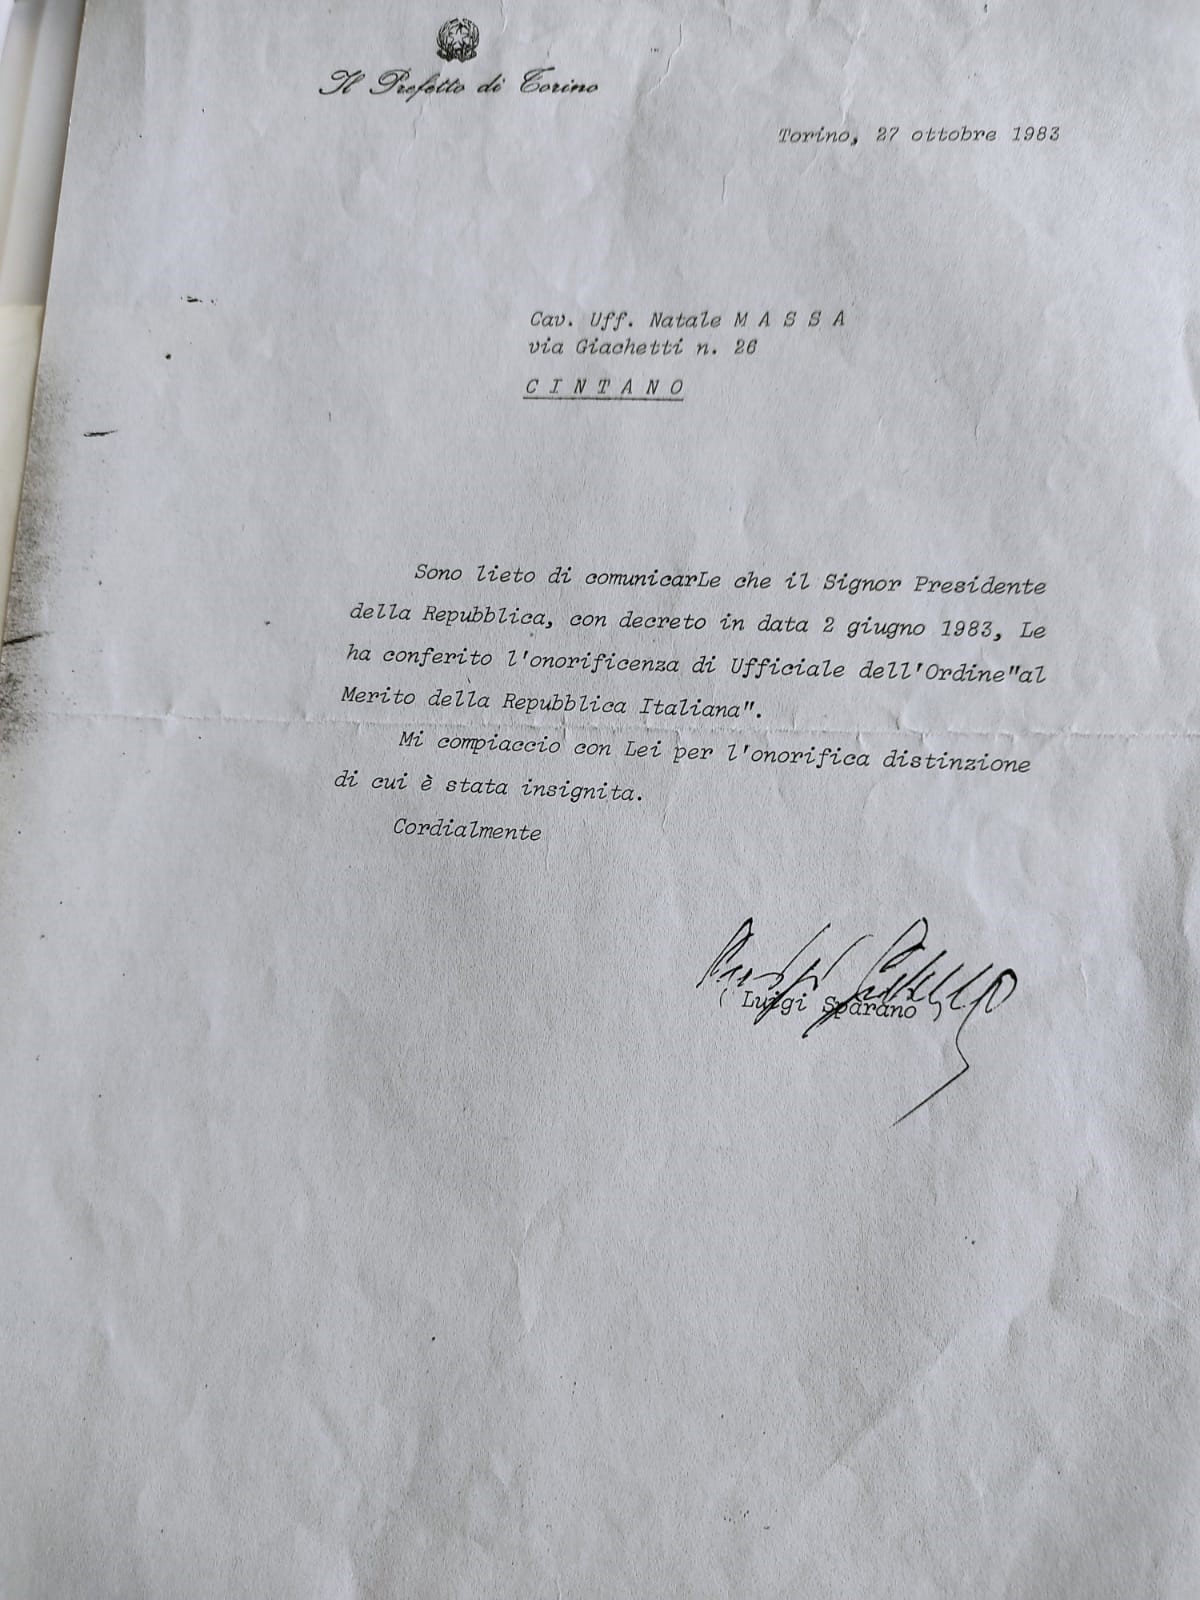 Il Prefetto di Torino
Torino, 27 ottobre 1983
Cav. Uff. Natale M A S S A
via Giachetti n. 26
C I N T A N O
Sono lieto di comunicarLe che il Signor Presidente
della Repubblica, con decreto in data 2 giugno 1983, Le
ha conferito l'onorificenza di Ufficiale dell'Ordine"al
Merito della Repubblica Italiana".
Mi compiaccio con Lei per l'onorifica distinzione
di cui è stata insignita.
Cordialmente
Luigi Sparano
( Luigi Sparano )